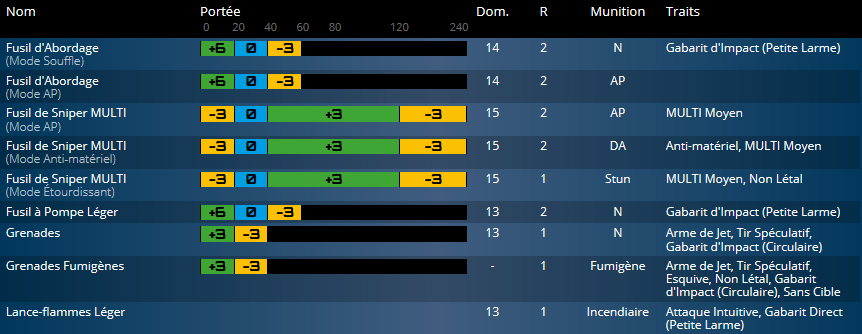 Nom Portée Dom. R Munition Traits
0 20 40 60 80 120 240
Fusil d'Abordage +6 0 -3 14 2 N Gabarit d'Impact (Petite Larme)
(Mode Souffle)
Fusil d'Abordage +6 0 -3 14 2 AP
(Mode AP)
Fusil de Sniper MULTI -3 0 +3 -3 15 2 AP MULTI Moyen
(Mode AP)
Fusil de Sniper MULTI -3 0 +3 -3 15 2 DA Anti-matériel, MULTI Moyen
(Mode Anti-matériel)
Fusil de Sniper MULTI -3 0 +3 -3 15 1 Stun MULTI Moyen, Non Létal
(Mode Étourdissant)
Fusil à Pompe Léger +6 0 -3 13 2 N Gabarit d'Impact (Petite Larme)
Grenades +3 -3 13 1 N Arme de Jet, Tir Spéculatif,
Gabarit d'Impact (Circulaire)
Grenades Fumigènes +3 -3 - 1 Fumigène Arme de Jet, Tir Spéculatif,
Esquive, Non Létal, Gabarit
d'Impact (Circulaire), Sans Cible
Lance-flammes Léger 13 1 Incendiaire Attaque Intuitive, Gabarit Direct
(Petite Larme)